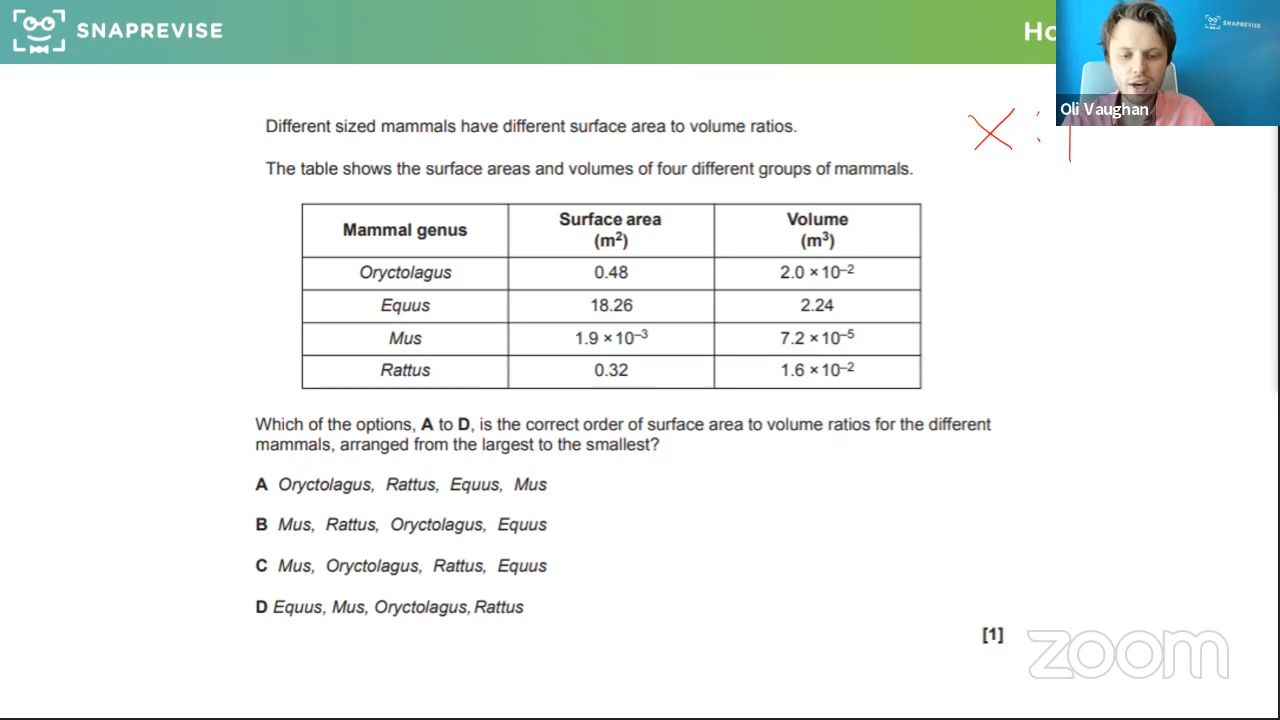 SNAPREVISE
Ho
SNAPREVISE
Oli Vaughan
X : 1
Different sized mammals have different surface area to volume ratios.
The table shows the surface areas and volumes of four different groups of mammals.
Mammal genus Surface area (m²) Volume (m³)
Oryctolagus 0.48 2.0 × 10⁻²
Equus 18.26 2.24
Mus 1.9 × 10⁻³ 7.2 × 10⁻⁵
Rattus 0.32 1.6 × 10⁻²
Which of the options, A to D, is the correct order of surface area to volume ratios for the different
mammals, arranged from the largest to the smallest?
A Oryctolagus, Rattus, Equus, Mus
B Mus, Rattus, Oryctolagus, Equus
C Mus, Oryctolagus, Rattus, Equus
D Equus, Mus, Oryctolagus, Rattus
[1]
zoom